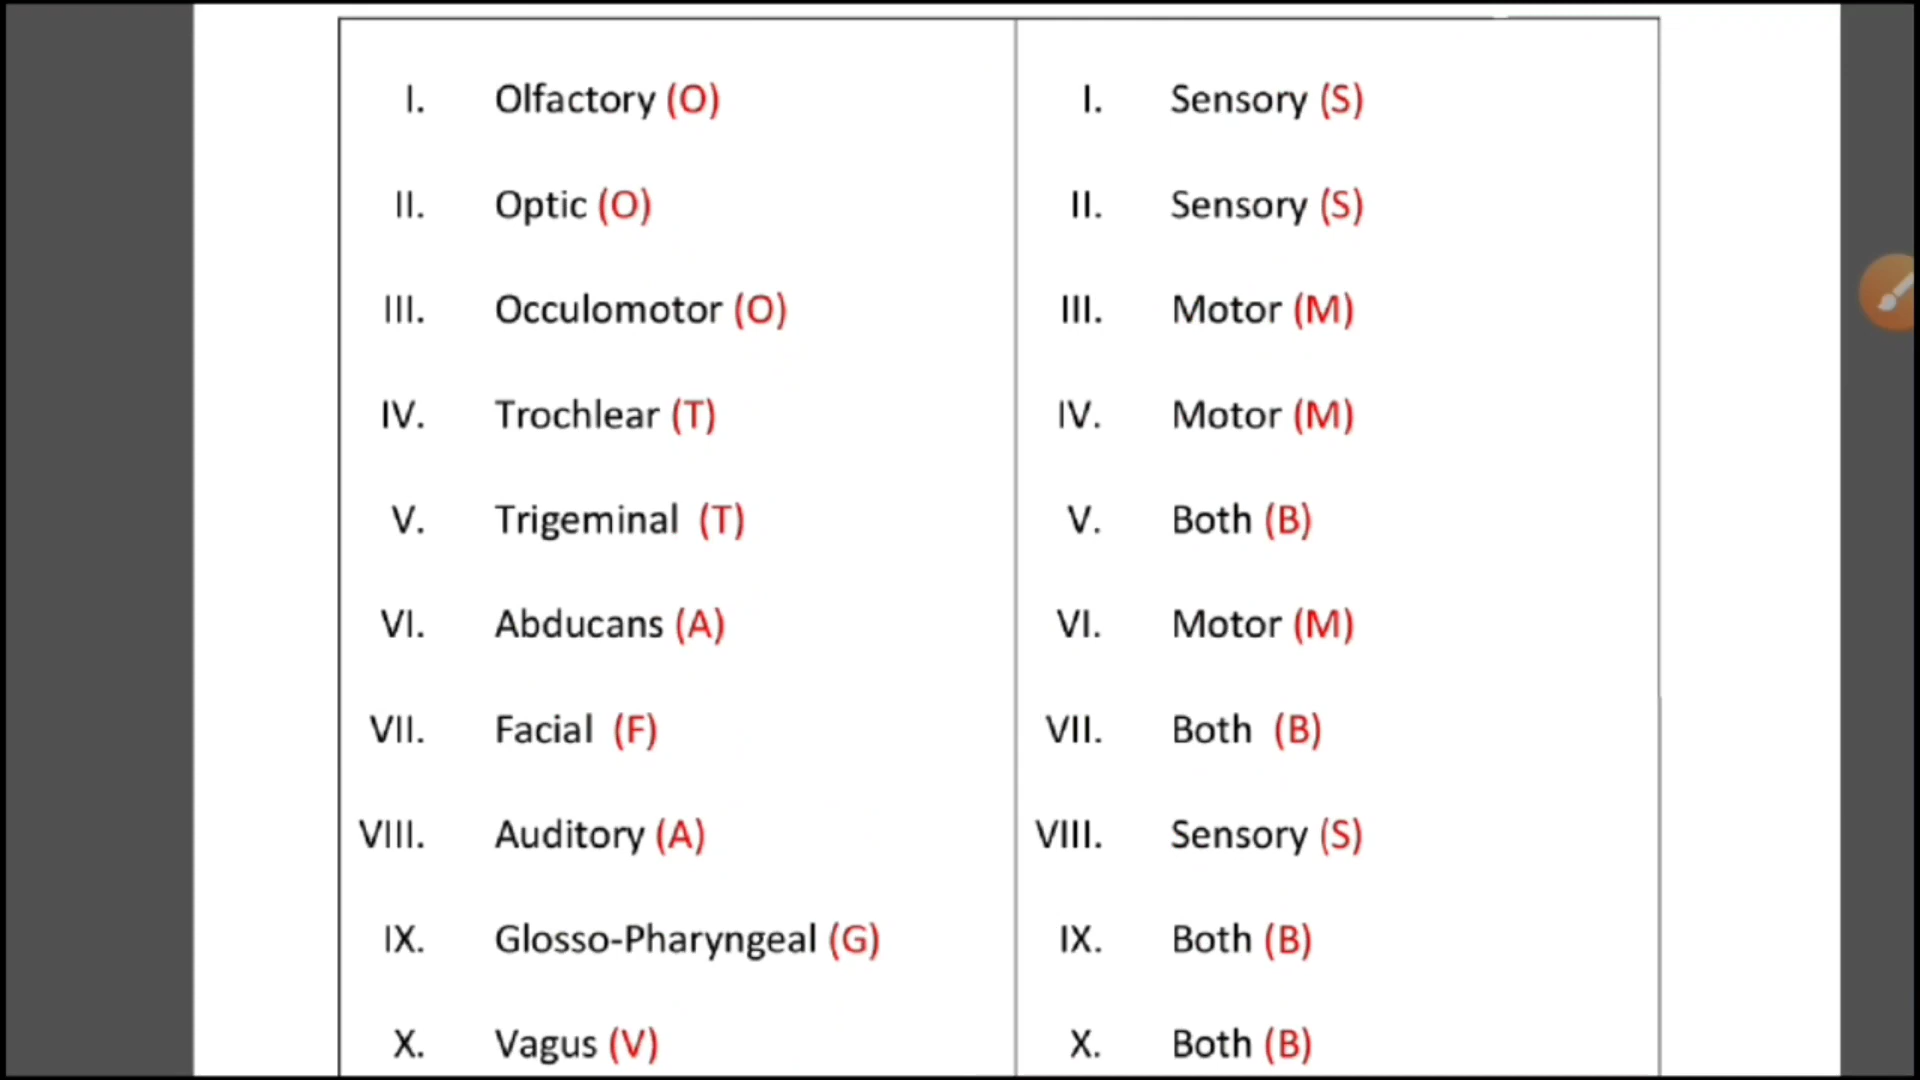 I. Olfactory (O)
II. Optic (O)
III. Occulomotor (O)
IV. Trochlear (T)
V. Trigeminal (T)
VI. Abducans (A)
VII. Facial (F)
VIII. Auditory (A)
IX. Glosso-Pharyngeal (G)
X. Vagus (V)
I. Sensory (S)
II. Sensory (S)
III. Motor (M)
IV. Motor (M)
V. Both (B)
VI. Motor (M)
VII. Both (B)
VIII. Sensory (S)
IX. Both (B)
X. Both (B)